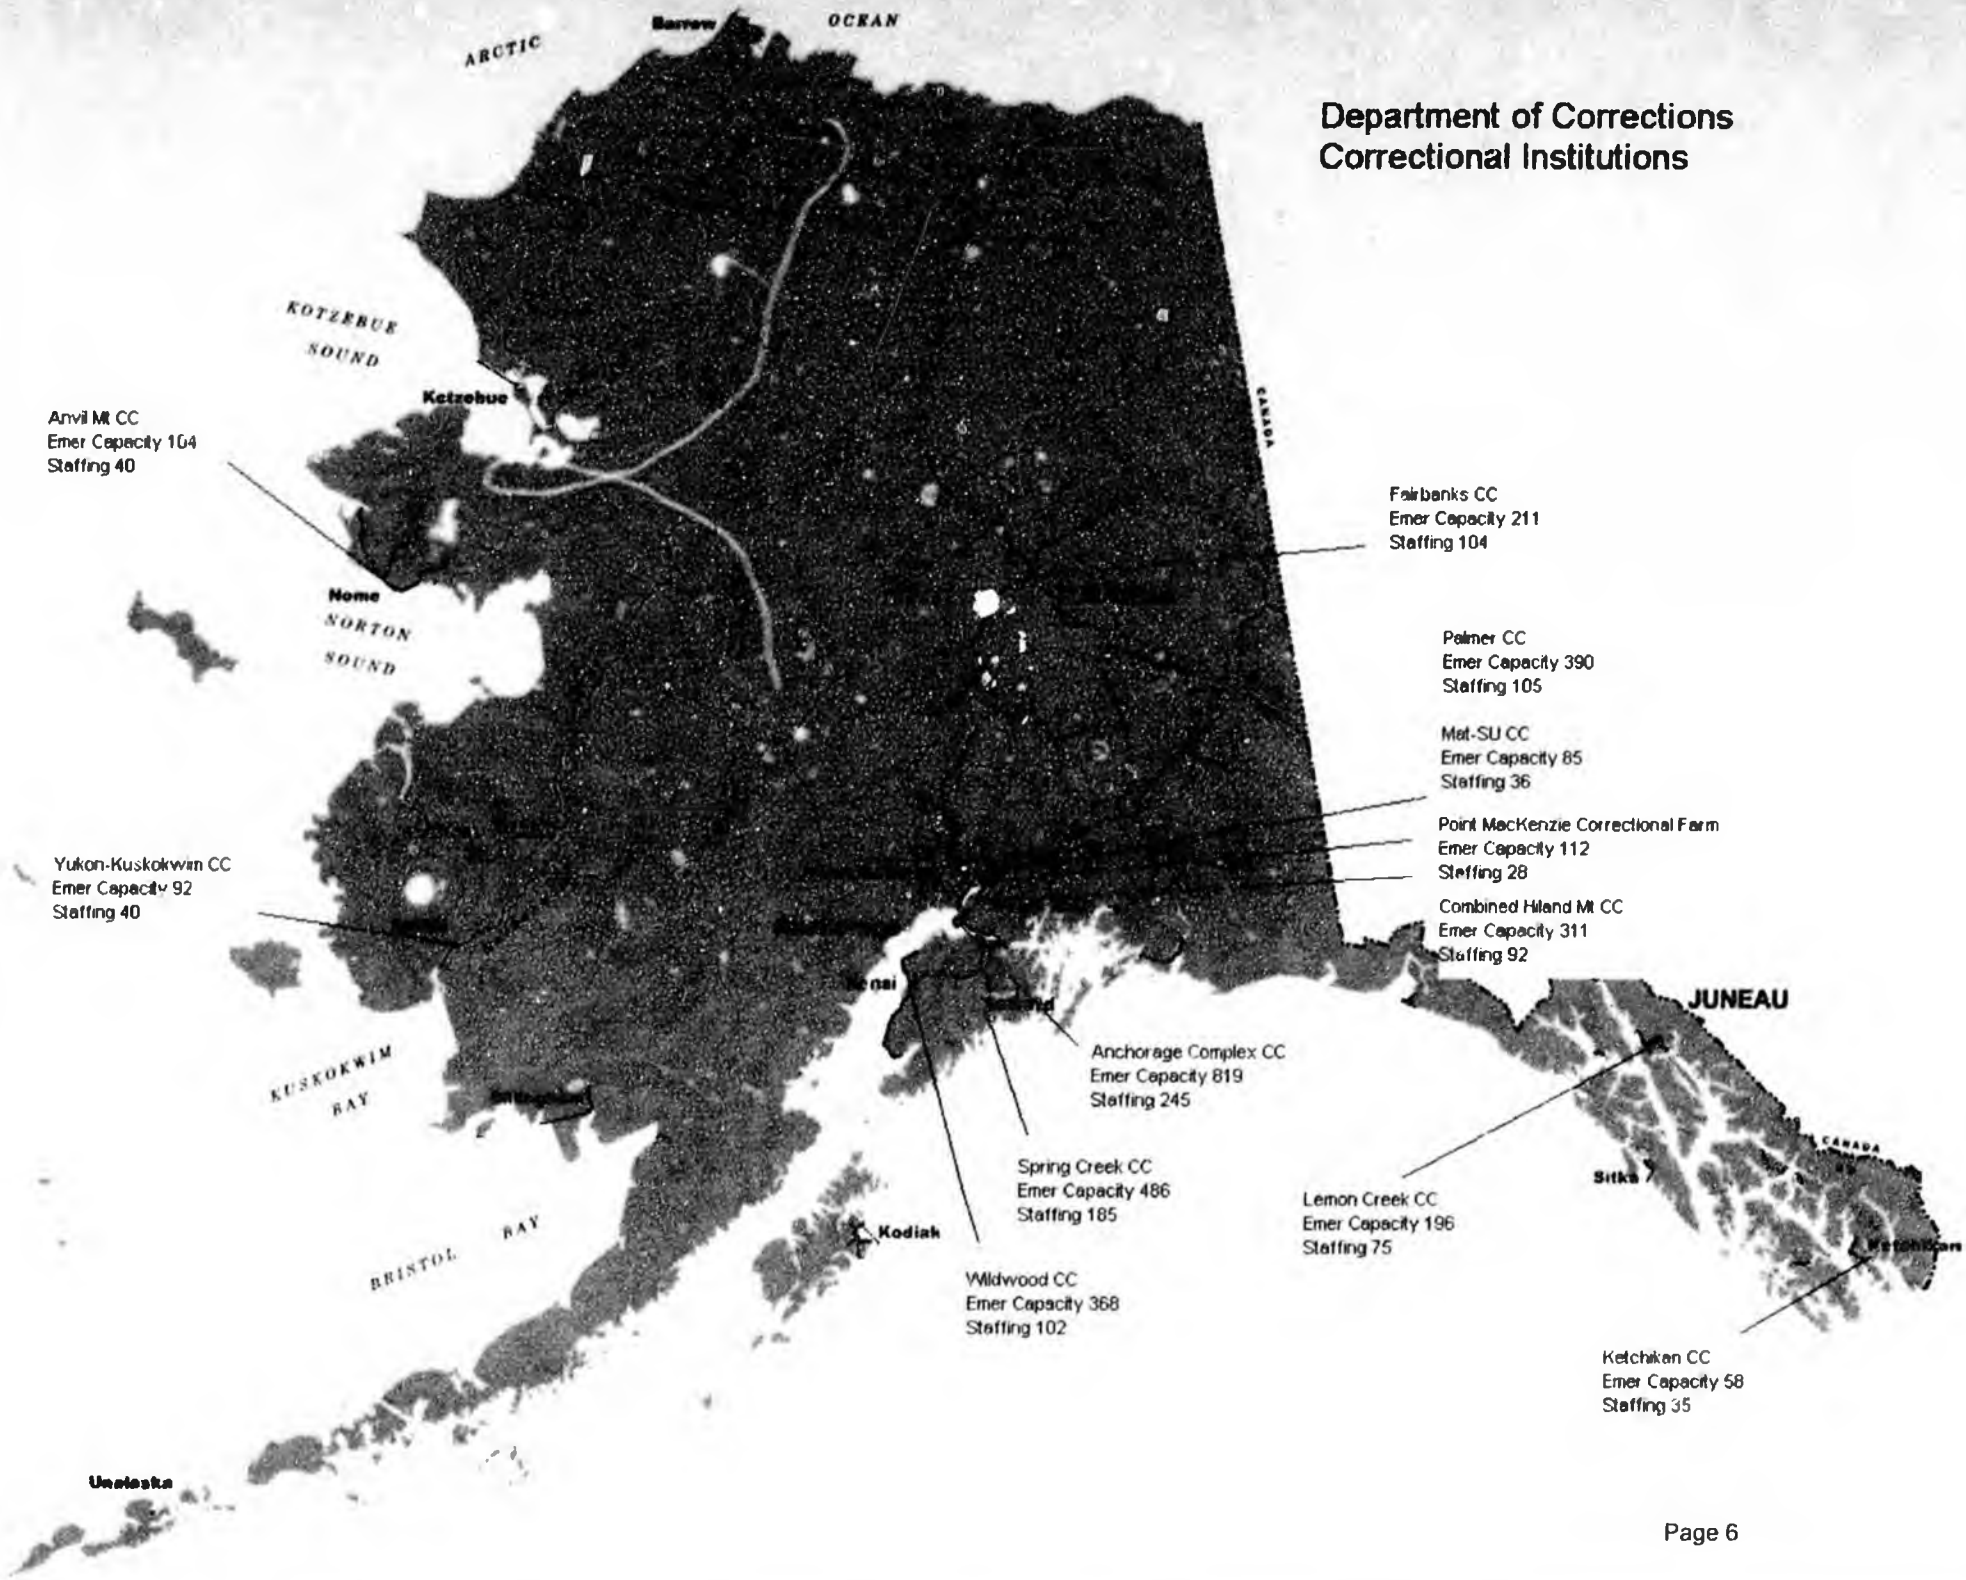 Barrow
OCEAN
ARCTIC
Department of Corrections
Correctional Institutions
KOTZEBUE
SOUND
Kotzebue
CANADA
Anvil Mt CC
Emer Capacity 104
Staffing 40
Fairbanks CC
Emer Capacity 211
Staffing 104
Nome
NORTON
SOUND
Palmer CC
Emer Capacity 390
Staffing 105
Mat-SU CC
Emer Capacity 85
Staffing 36
Point MacKenzie Correctional Farm
Emer Capacity 112
Staffing 28
Combined Hiland Mt CC
Emer Capacity 311
Staffing 92
Yukon-Kuskokwim CC
Emer Capacity 92
Staffing 40
Kenai
JUNEAU
Anchorage Complex CC
Emer Capacity 819
Staffing 245
KUSKOKWIM
BAY
Spring Creek CC
Emer Capacity 486
Staffing 185
CANADA
Sitka
Lemon Creek CC
Emer Capacity 196
Staffing 75
BRISTOL BAY
Kodiak
Ketchikan
Wildwood CC
Emer Capacity 368
Staffing 102
Ketchikan CC
Emer Capacity 58
Staffing 35
Unalaska
Page 6